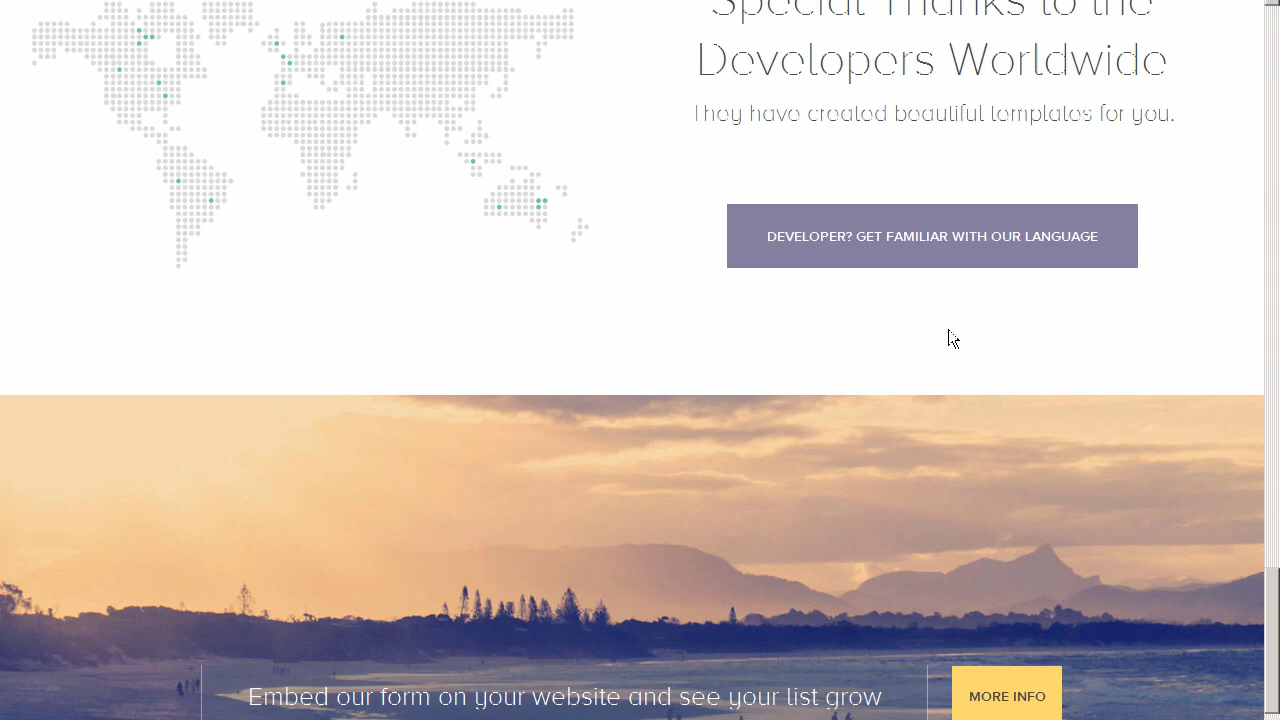 Special Thanks to the
Developers Worldwide
They have created beautiful templates for you.
DEVELOPER? GET FAMILIAR WITH OUR LANGUAGE
Embed our form on your website and see your list grow
MORE INFO